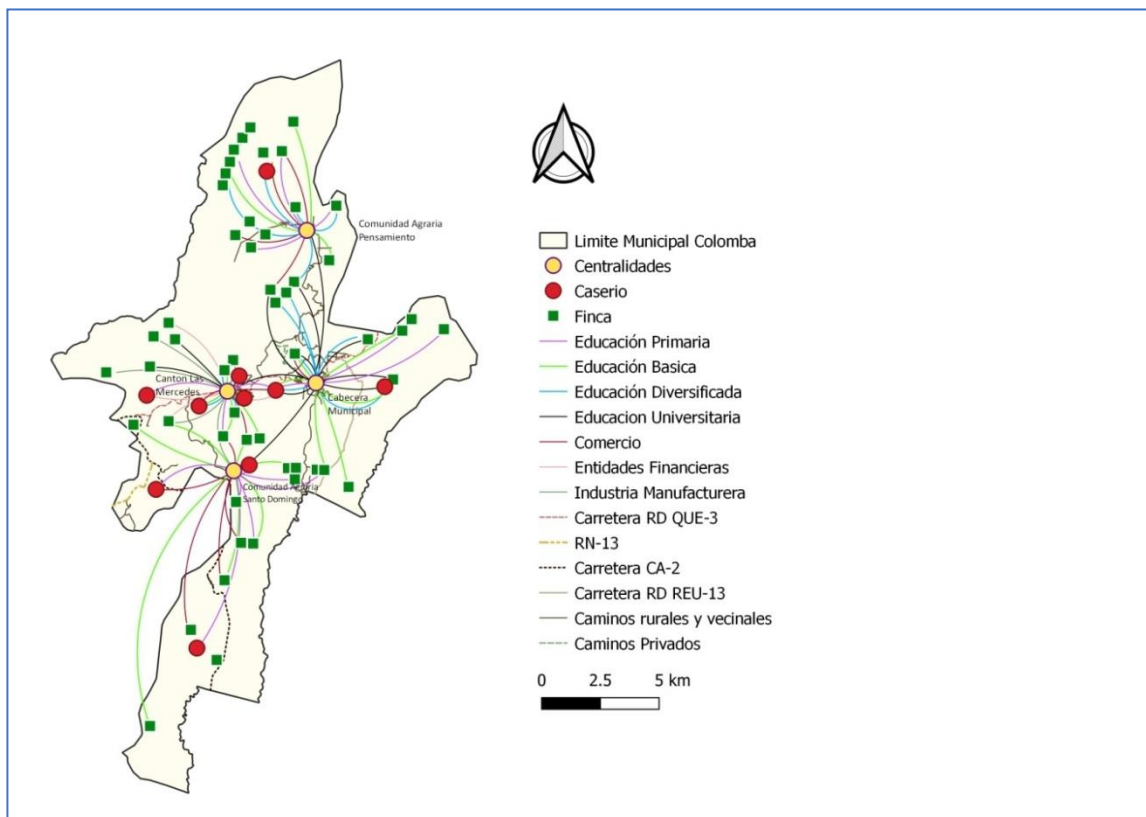 Comunidad Agraria
Pensamiento
Canton Las
Mercedes
Cabecera
Municipal
Comunidad Agraria
Santo Domingo
Limite Municipal Colomba
Centralidades
Caserio
Finca
Educación Primaria
Educación Basica
Educación Diversificada
Educacion Universitaria
Comercio
Entidades Financieras
Industria Manufacturera
Carretera RD QUE-3
RN-13
Carretera CA-2
Carretera RD REU-13
Caminos rurales y vecinales
Caminos Privados
0 2.5 5 km